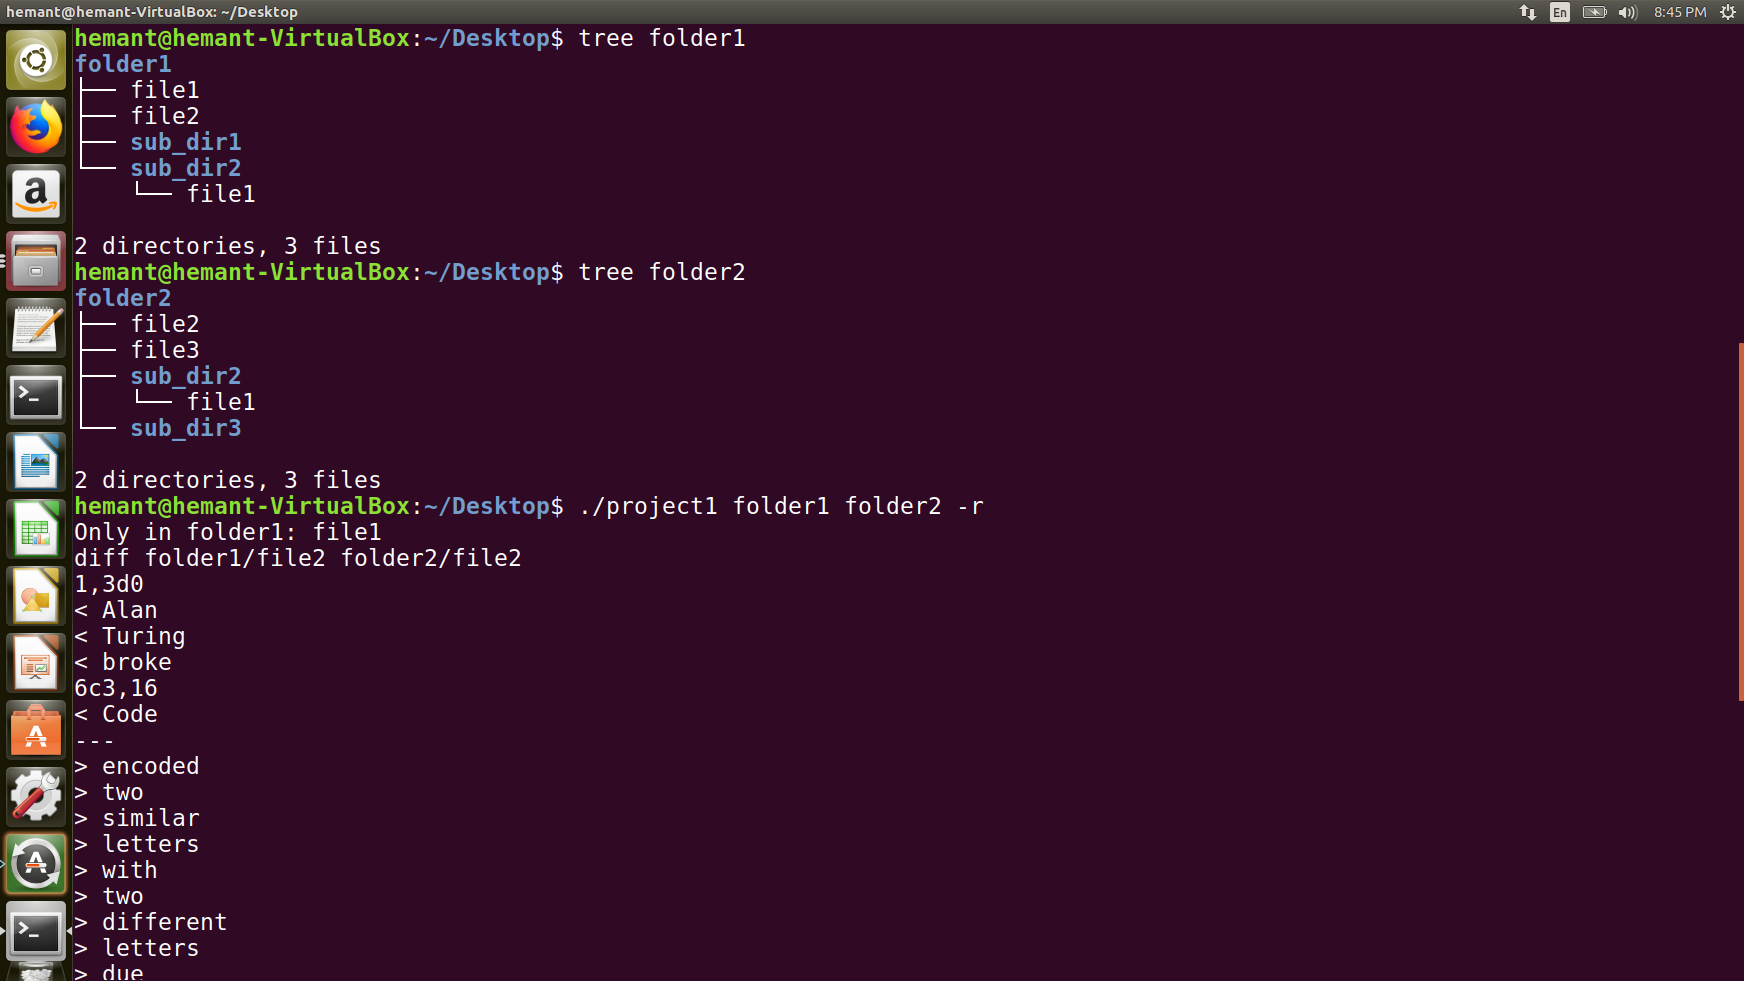 hemant@hemant-VirtualBox: ~/Desktop
En
8:45 PM
hemant@hemant-VirtualBox:~/Desktop$ tree folder1
folder1
├── file1
├── file2
├── sub_dir1
└── sub_dir2
    └── file1
2 directories, 3 files
hemant@hemant-VirtualBox:~/Desktop$ tree folder2
folder2
├── file2
├── file3
├── sub_dir2
│   └── file1
└── sub_dir3
2 directories, 3 files
hemant@hemant-VirtualBox:~/Desktop$ ./project1 folder1 folder2 -r
Only in folder1: file1
diff folder1/file2 folder2/file2
1,3d0
< Alan
< Turing
< broke
6c3,16
< Code
---
> encoded
> two
> similar
> letters
> with
> two
> different
> letters
> due